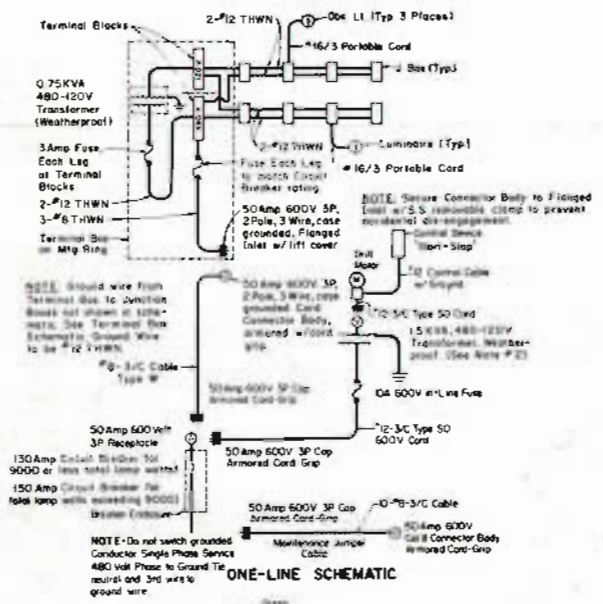 Terminal Blocks
2-#12 THWN
Obs. Lt. (Typ 3 Places)
#16/3 Portable Cord
J Box (Typ)
0.75 KVA
480-120V
Transformer
(Weatherproof)
3 Amp Fuse,
Each Leg
at Terminal
Blocks
2-#12 THWN
3-#8 THWN
Terminal Box
on Mtg Ring
2-#12 THWN
Luminaire (Typ)
#16/3 Portable Cord
Fuse Each Leg
to match Circuit
Breaker rating
50 Amp 600V 3P,
2 Pole, 3 Wire, case
grounded, Flanged
Inlet w/ lift cover
NOTE: Secure Connector Body to Flanged
Inlet w/ S.S. removable clamp to prevent
accidental dis-engagement.
Control Device
"Non-Stop"
Drill
Motor
#12 Control Cable
w/ Ground
#12-3/C Type SO Cord
1.5 KVA, 480-120V
Transformer, Weather-
proof. (See Note #2)
10A 600V In-Line Fuse
#12-3/C Type SO
600V Cord
NOTE: Ground wire from
Terminal Box to Junction
Boxes not shown in sche-
matic. See Terminal Box
Schematic. Ground Wire
to be #12 THWN.
50 Amp 600V 3P,
2 Pole, 3 Wire, case
grounded Cord
Connector Body,
armored w/cord
grip
#8-3/C Cable
Type W
50 Amp 600V 3P Cap
Armored Cord-Grip
50 Amp 600 Volt
3P Receptacle
50 Amp 600V 3P Cap
Armored Cord Grip
(30 Amp Circuit Breaker for
9000 or less total lamp watts)
(50 Amp Circuit Breaker for
total lamp watts exceeding 9000)
Breaker
NOTE: Do not switch grounded
Conductor Single Phase Service
480 Volt Phase to Ground Tie
neutral and 3rd wire to
ground wire.
50 Amp 600V 3P Cap
Armored Cord-Grip
10-#8-3/C Cable
Maintenance Jumper
Cable
50 Amp 600V
Connector Body
Armored Cord-Grip
ONE-LINE SCHEMATIC